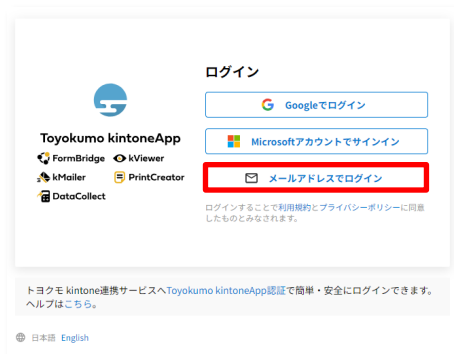 ログイン
Googleでログイン
Microsoftアカウントでサインイン
メールアドレスでログイン
ログインすることで利用規約とプライバシーポリシーに同意
したものとみなされます。
Toyokumo kintoneApp
FormBridge kViewer
kMailer PrintCreator
DataCollect
トヨクモ kintone連携サービスへToyokumo kintoneApp認証で簡単・安全にログインできます。
ヘルプはこちら。
日本語 English